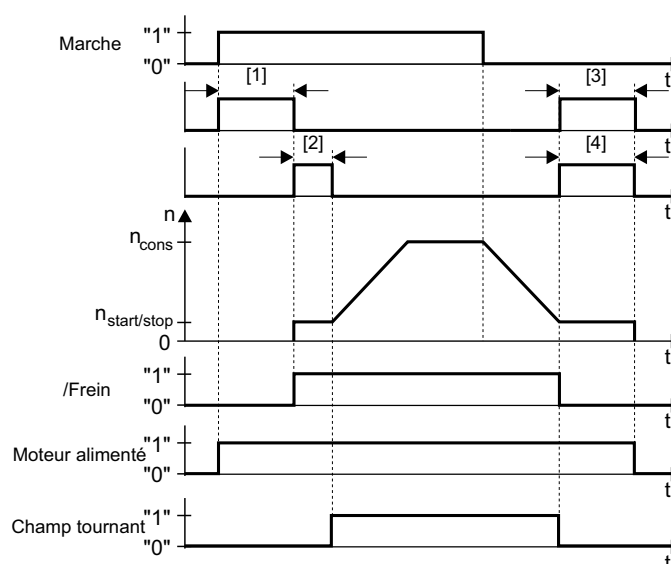 Marche
"1"
"0"
t
[1]
[3]
t
[2]
[4]
t
n
n_cons
n_start/stop
0
t
/Frein
"1"
"0"
t
Moteur alimenté
"1"
"0"
t
Champ tournant
"1"
"0"
t